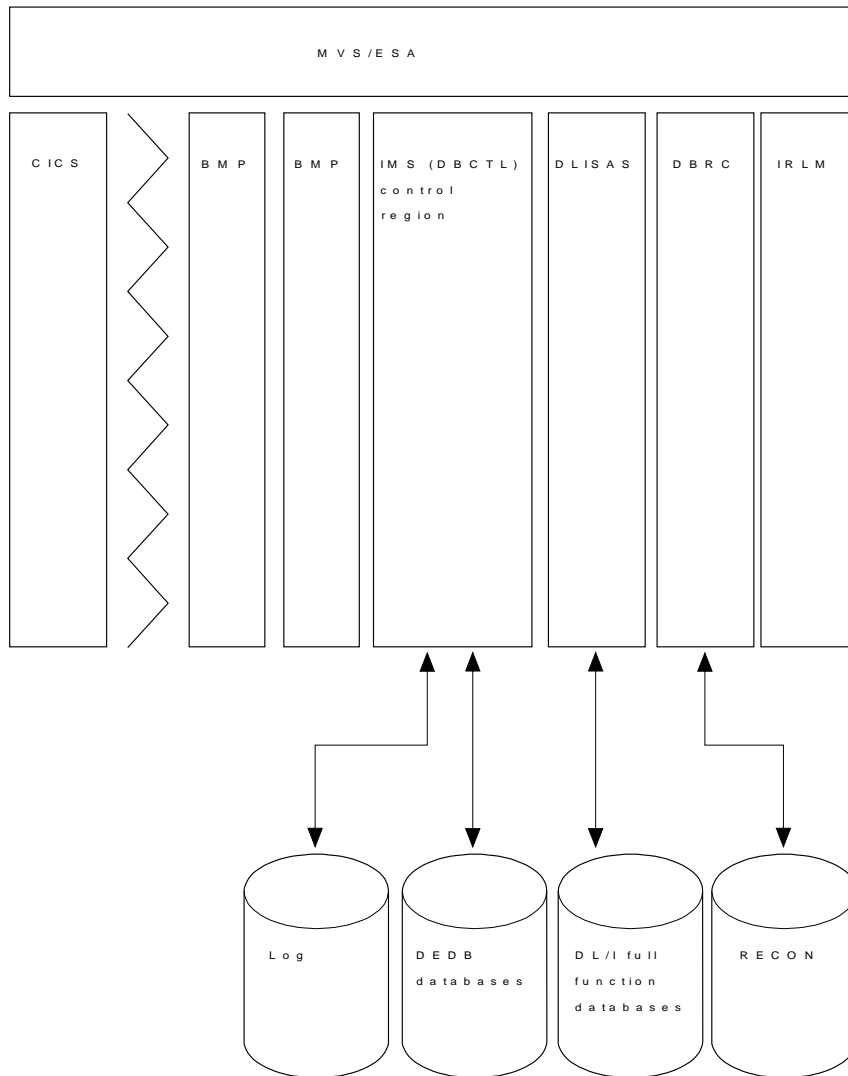 MVS/ESA
CICS
BMP
BMP
IMS (DBCTL)
control
region
DLISAS
DBRC
IRLM
Log
DEDB
databases
DL/I full
function
databases
RECON